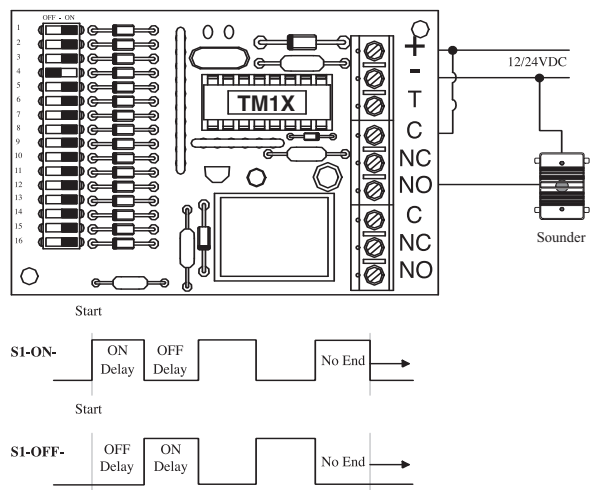 OFF - ON
1
2
3
4
5
6
7
8
9
10
11
12
13
14
15
16
TM1X
+
-
T
C
NC
NO
C
NC
NO
12/24VDC
Sounder
Start
S1-ON-
ON Delay
OFF Delay
No End
Start
S1-OFF-
OFF Delay
ON Delay
No End